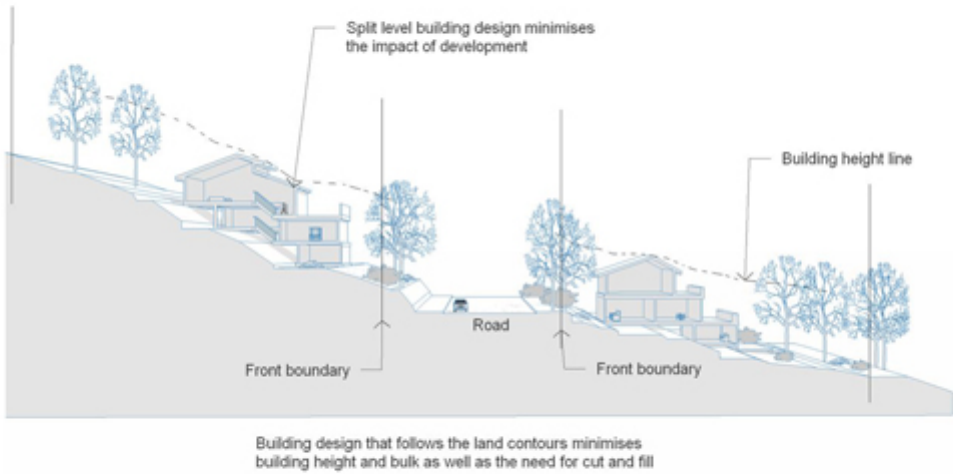 Split level building design minimises
the impact of development
Building height line
Road
Front boundary
Front boundary
Building design that follows the land contours minimises
building height and bulk as well as the need for cut and fill